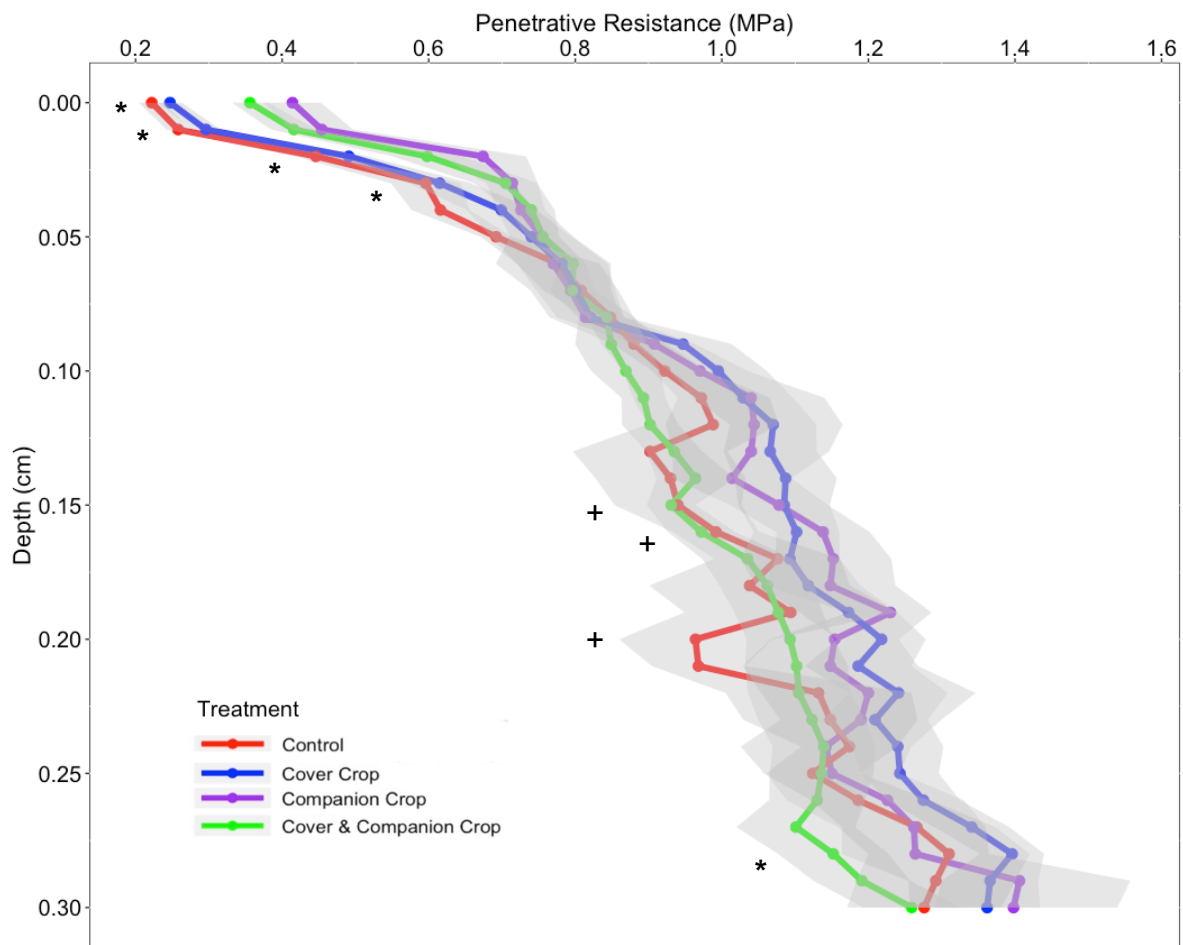 Penetrative Resistance (MPa)
0.2 0.4 0.6 0.8 1.0 1.2 1.4 1.6
0.00
*
*
*
*
0.05
0.10
Depth (cm)
0.15
+
+
0.20
+
Treatment
Control
0.25
Cover Crop
Companion Crop
Cover & Companion Crop
*
0.30